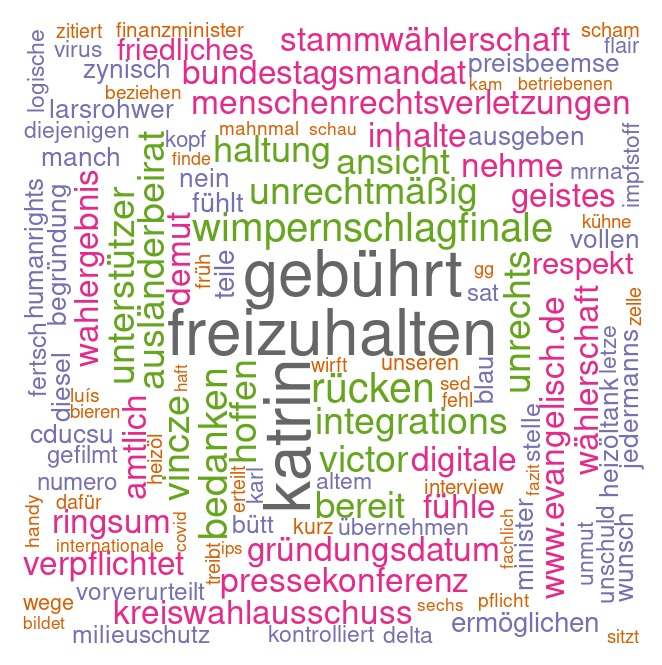 zitiert
finanzminister
scham
flair
logische
virus
friedliches
stammwählerschaft
zynisch
bundestagsmandat
preisbeemse
beziehen
kam
betriebenen
larsrohwer
menschenrechtsverletzungen
diejenigen
kopf
mahnmal
schau
inhalte
ausgeben
impfstoff
manch
finde
haltung
ansicht
nehme
mrna
nein
unrechtmäßig
geistes
fühlt
kühne
wimpernschlagfinale
vollen
humanrights
begründung
wahlergebnis
unterstützer
ausländerbeirat
demut
früh
teile
gebührt
gg
sat
unrechts
respekt
zelle
freizuhalten
fertsch
diesel
luís
bieren
haft
katrin
wirft
unseren
rücken
sed
fehl
blau
www.evangelisch.de
wählerschaft
letze
jedermanns
cducsu
gefilmt
amtlich
heizöl
vincze
bedanken
hoffen
integrations
stelle
heizöltank
victor
digitale
numero
erteilt
karl
altem
interview
fazit
handy
dafür
bereit
fühle
ringsum
covid
bütt
kurz
übernehmen
fachlich
minister
unmut
unschuld
wunsch
internationale
treibt
ips
gründungsdatum
verpflichtet
vorverurteilt
pressekonferenz
wege
bildet
kreiswahlausschuss
sechs
pflicht
ermöglichen
milieuschutz
kontrolliert
delta
sitzt